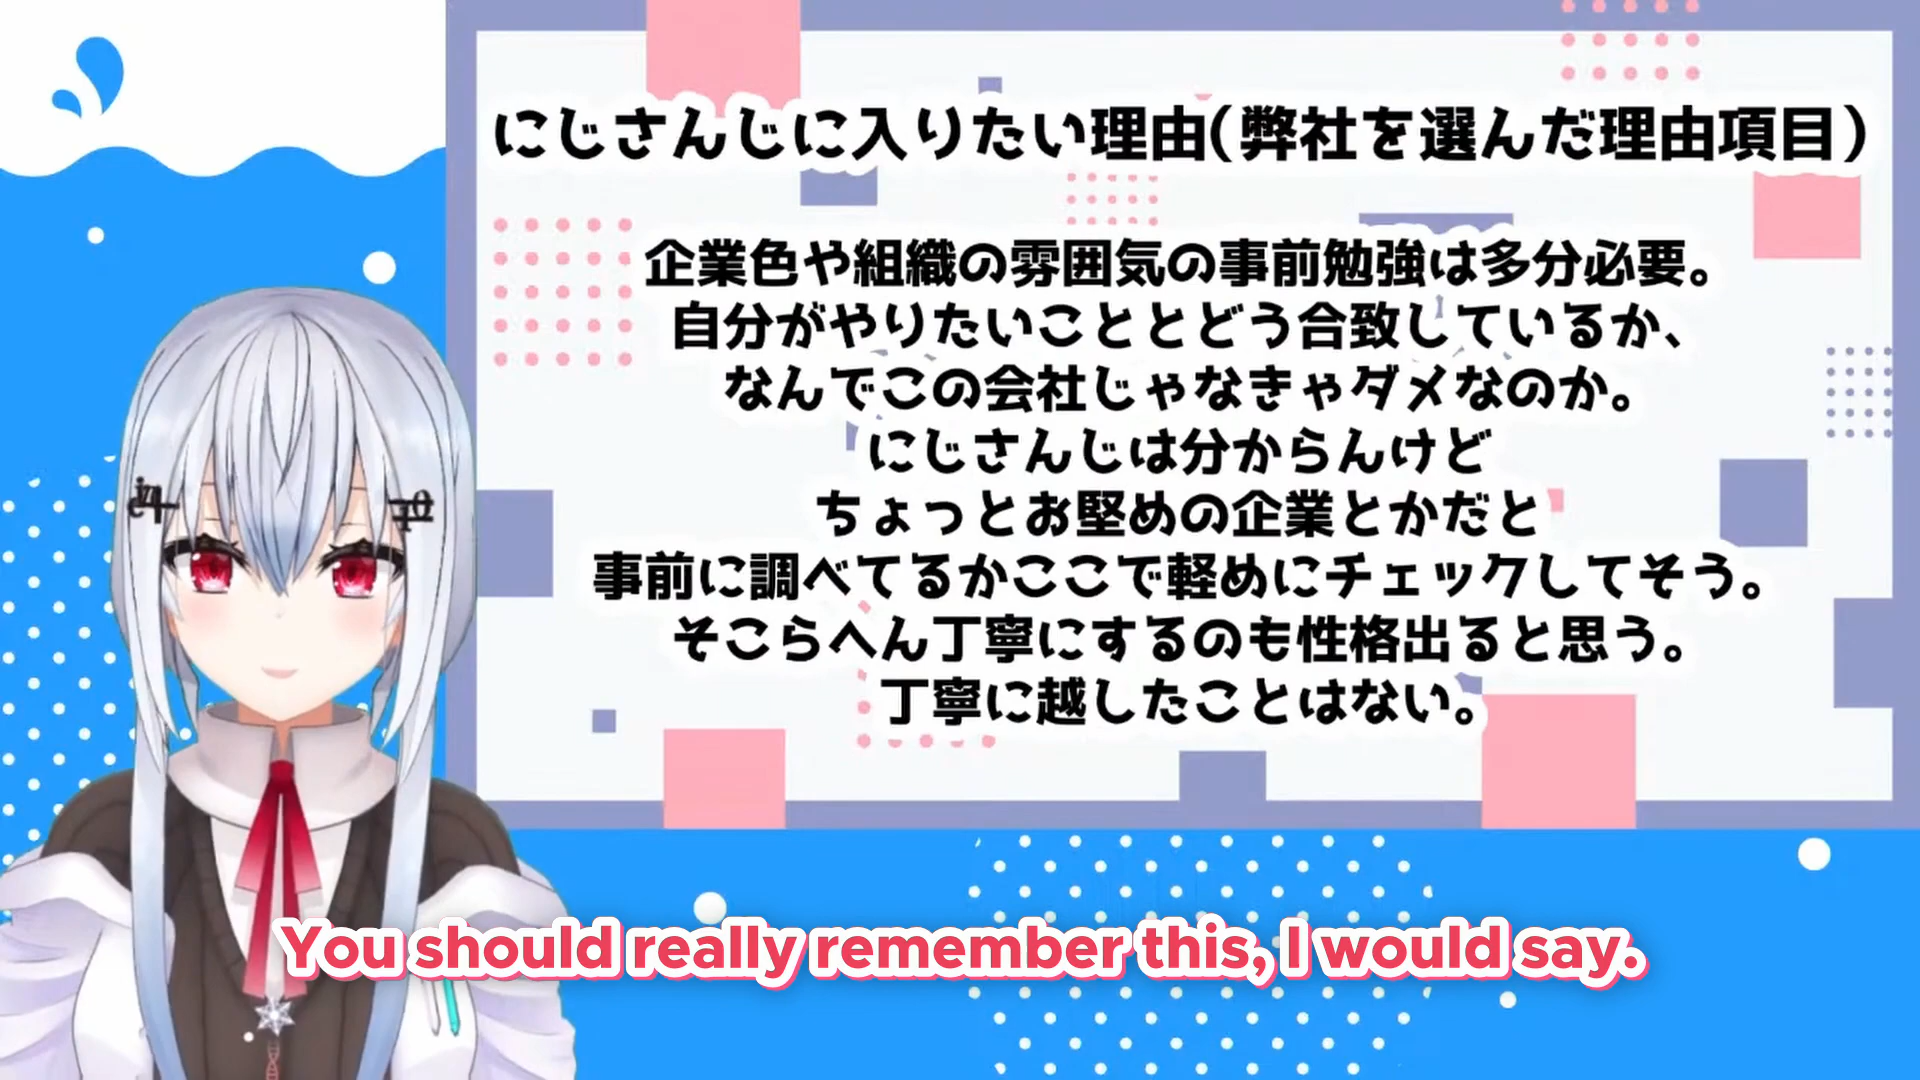 にじさんじに入りたい理由(弊社を選んだ理由項目)
企業色や組織の雰囲気の事前勉強は多分必要。
自分がやりたいこととどう合致しているか、
なんでこの会社じゃなきゃダメなのか。
にじさんじは分からんけど
ちょっとお堅めの企業とかだと
事前に調べてるかここで軽めにチェックしてそう。
そこらへん丁寧にするのも性格出ると思う。
丁寧に越したことはない。
You should really remember this, I would say.